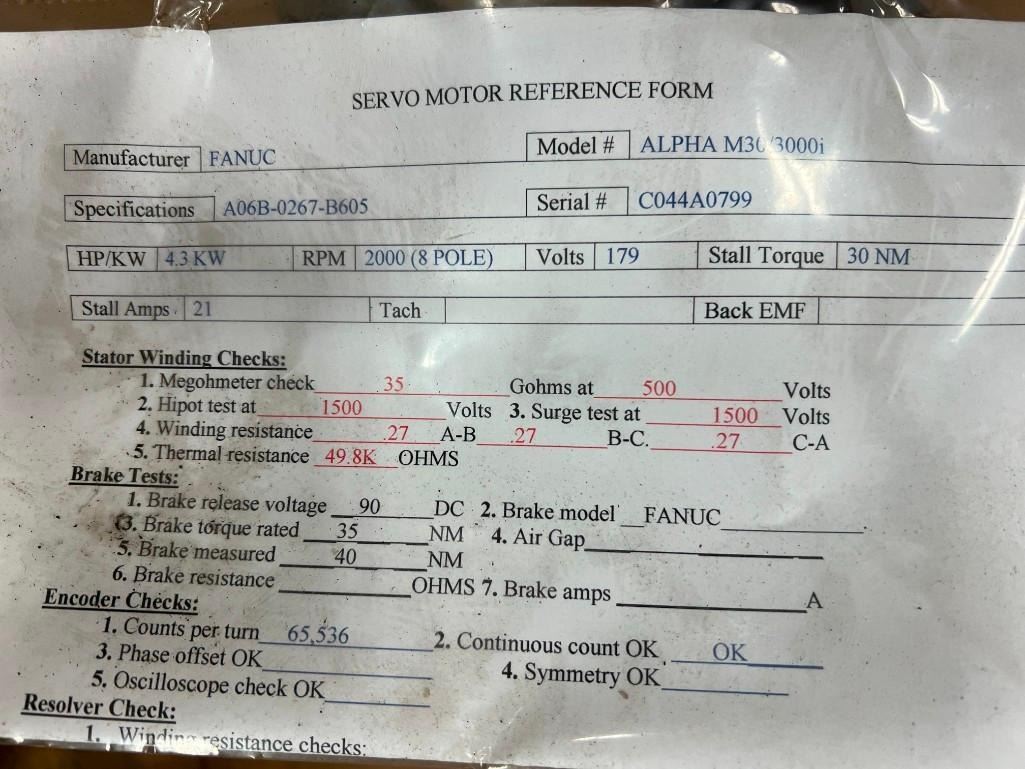 SERVO MOTOR REFERENCE FORM
Manufacturer FANUC Model # ALPHA M30/3000i
Specifications A06B-0267-B605 Serial # C044A0799
HP/KW 4.3 KW RPM 2000 (8 POLE) Volts 179 Stall Torque 30 NM
Stall Amps 21 Tach Back EMF
Stator Winding Checks:
1. Megohmeter check 35 Gohms at 500 Volts
2. Hipot test at 1500 Volts 3. Surge test at 1500 Volts
4. Winding resistance .27 A-B .27 B-C. .27 C-A
5. Thermal resistance 49.8K OHMS
Brake Tests:
1. Brake release voltage 90 DC 2. Brake model FANUC
3. Brake torque rated 35 NM 4. Air Gap
5. Brake measured 40 NM
6. Brake resistance OHMS 7. Brake amps A
Encoder Checks:
1. Counts per turn 65,536 2. Continuous count OK OK
3. Phase offset OK 4. Symmetry OK
5. Oscilloscope check OK
Resolver Check:
1. Winding resistance checks: